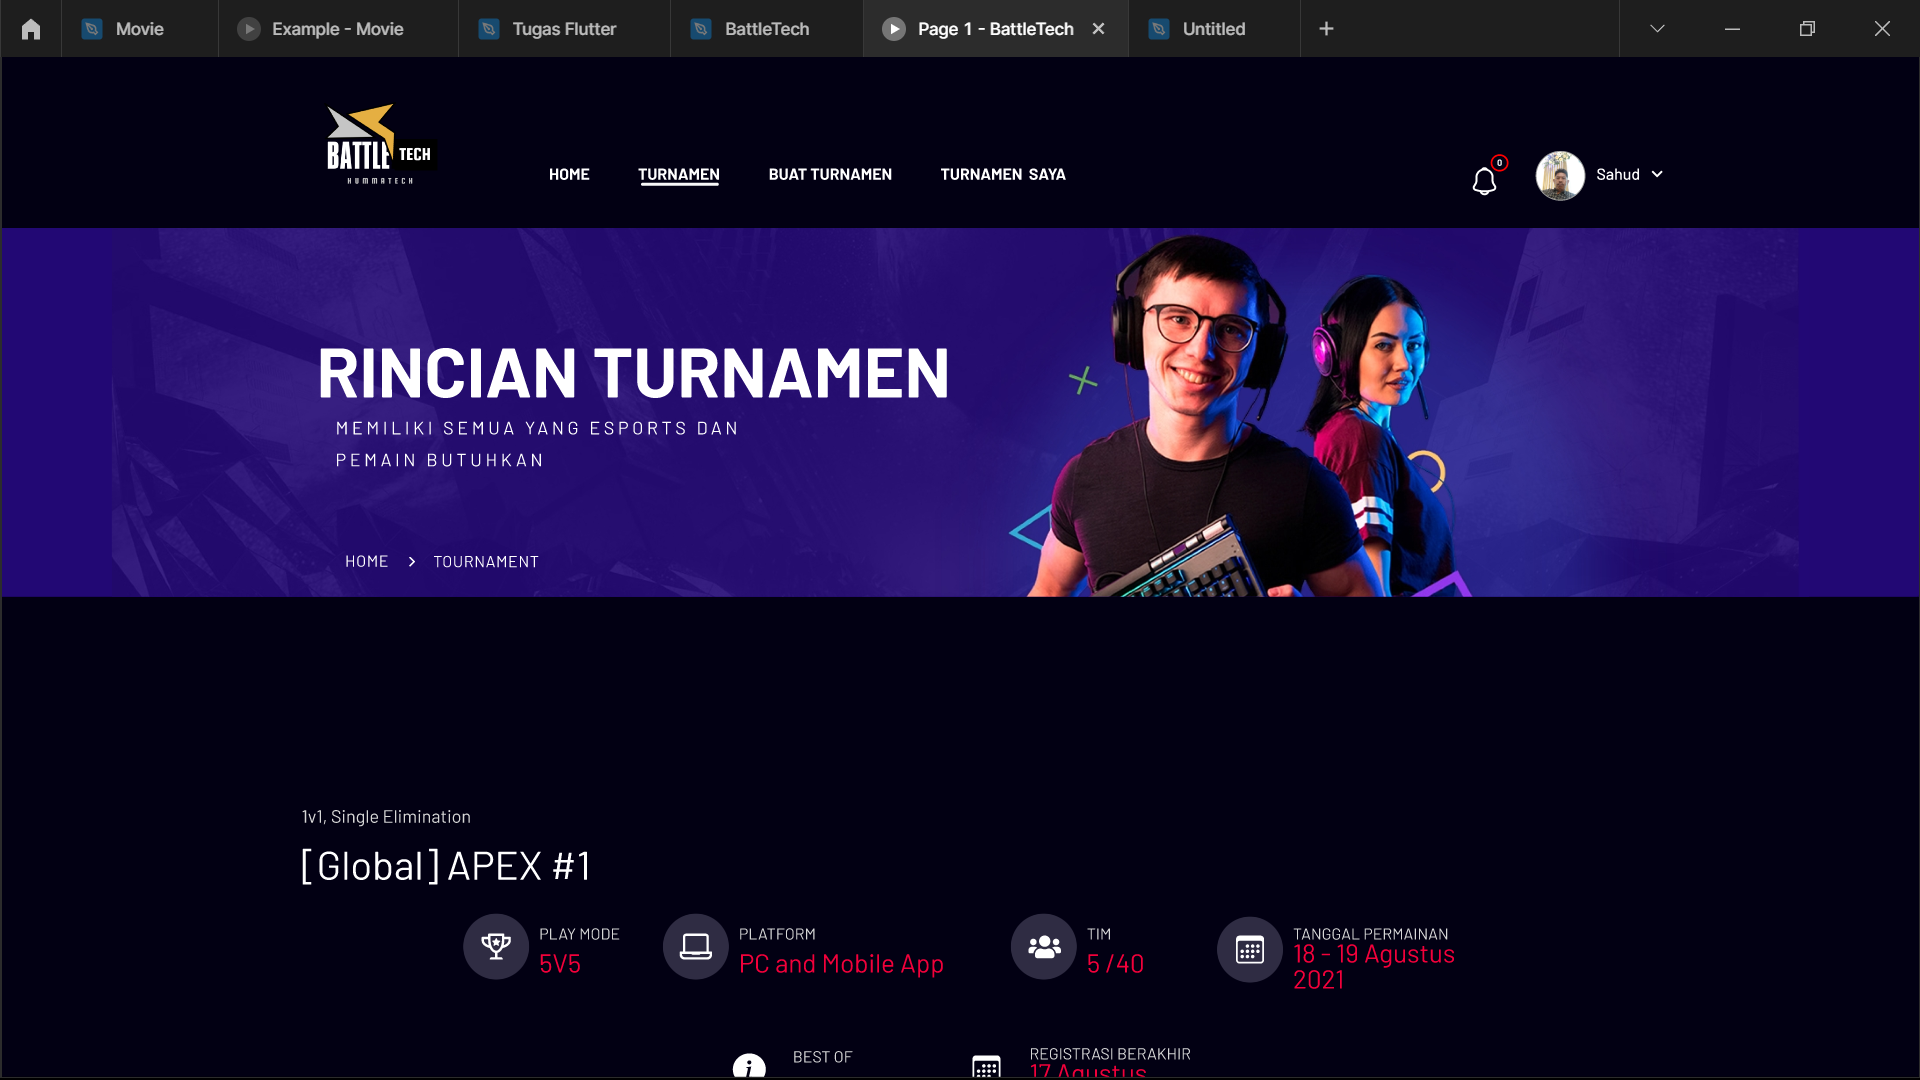 Movie
Example - Movie
Tugas Flutter
BattleTech
Page 1 - BattleTech
Untitled
BATTLE TECH
HUMMATECH
HOME
TURNAMEN
BUAT TURNAMEN
TURNAMEN SAYA
0
Sahud
RINCIAN TURNAMEN
MEMILIKI SEMUA YANG ESPORTS DAN
PEMAIN BUTUHKAN
HOME > TOURNAMENT
1v1, Single Elimination
[Global] APEX #1
PLAY MODE
5V5
PLATFORM
PC and Mobile App
TIM
5 /40
TANGGAL PERMAINAN
18 - 19 Agustus
2021
BEST OF
REGISTRASI BERAKHIR
17 Agustus